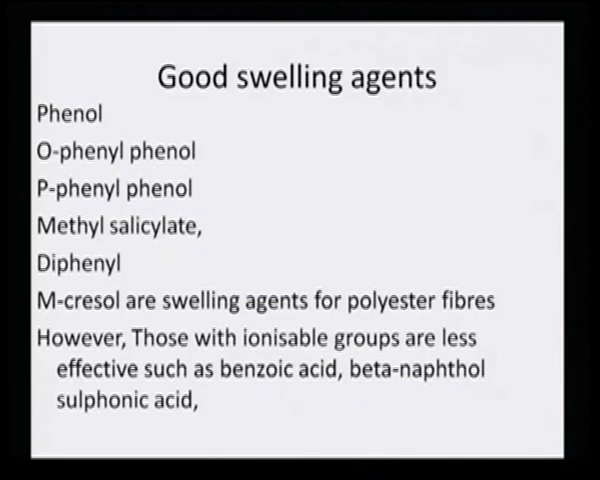 Good swelling agents
Phenol
O-phenyl phenol
P-phenyl phenol
Methyl salicylate,
Diphenyl
M-cresol are swelling agents for polyester fibres
However, Those with ionisable groups are less
effective such as benzoic acid, beta-naphthol
sulphonic acid,